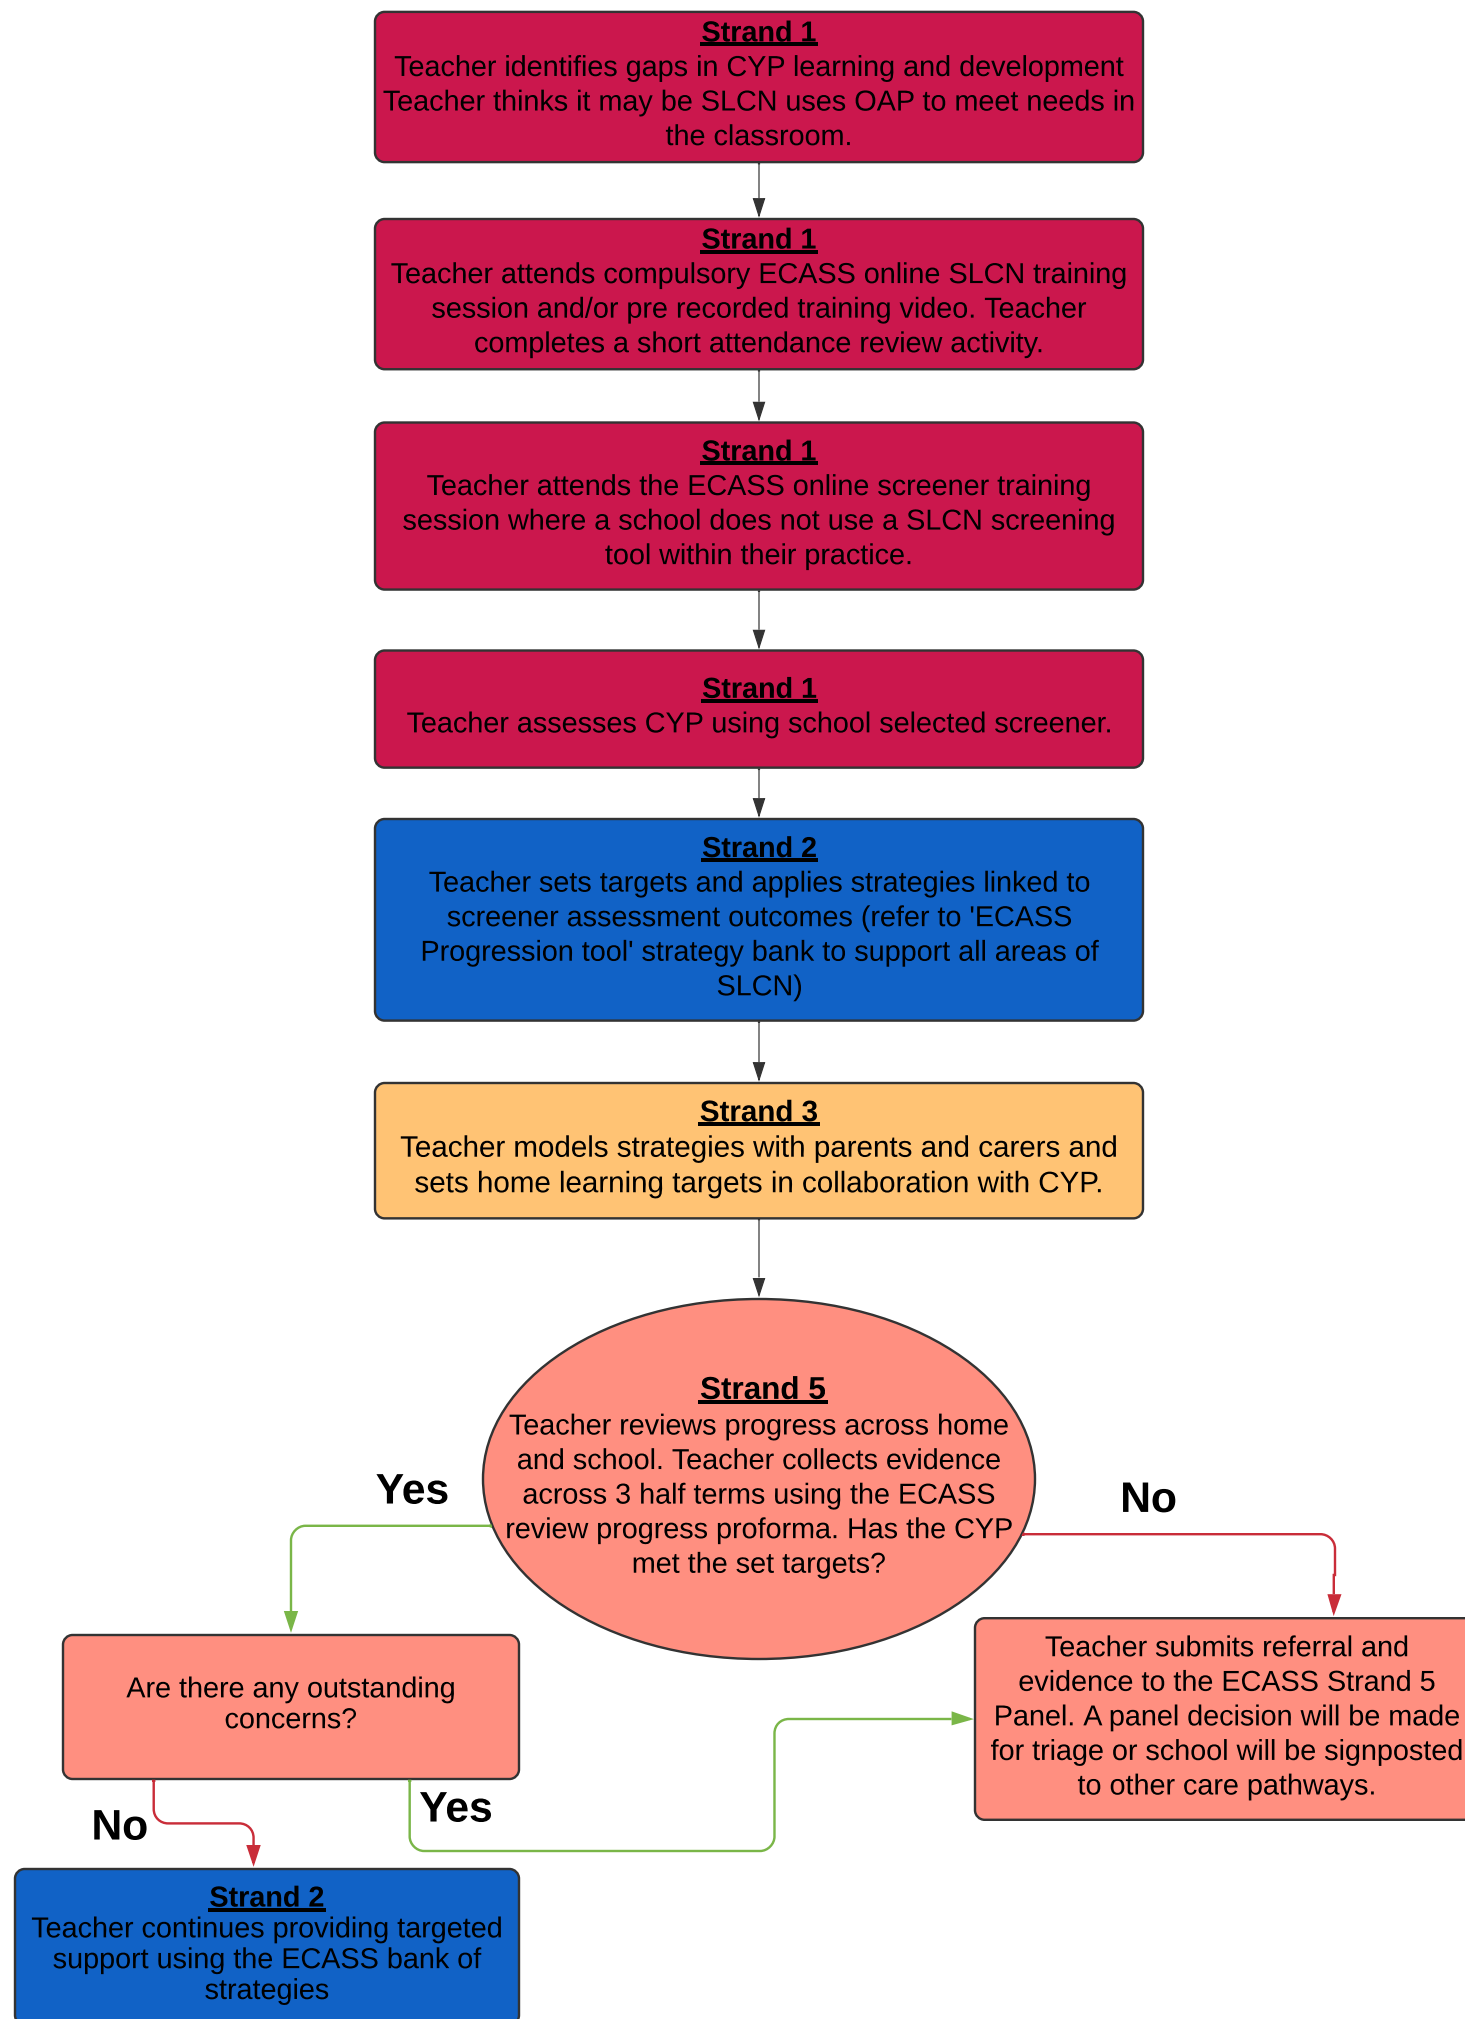 Strand 1
Teacher identifies gaps in CYP learning and development
Teacher thinks it may be SLCN uses OAP to meet needs in
the classroom.
Strand 1
Teacher attends compulsory ECASS online SLCN training
session and/or pre recorded training video. Teacher
completes a short attendance review activity.
Strand 1
Teacher attends the ECASS online screener training
session where a school does not use a SLCN screening
tool within their practice.
Strand 1
Teacher assesses CYP using school selected screener.
Strand 2
Teacher sets targets and applies strategies linked to
screener assessment outcomes (refer to 'ECASS
Progression tool' strategy bank to support all areas of
SLCN)
Strand 3
Teacher models strategies with parents and carers and
sets home learning targets in collaboration with CYP.
Strand 5
Teacher reviews progress across home
and school. Teacher collects evidence
across 3 half terms using the ECASS
review progress proforma. Has the CYP
met the set targets?
Yes
No
Are there any outstanding
concerns?
Teacher submits referral and
evidence to the ECASS Strand 5
Panel. A panel decision will be made
for triage or school will be signposted
to other care pathways.
No
Yes
Strand 2
Teacher continues providing targeted
support using the ECASS bank of
strategies